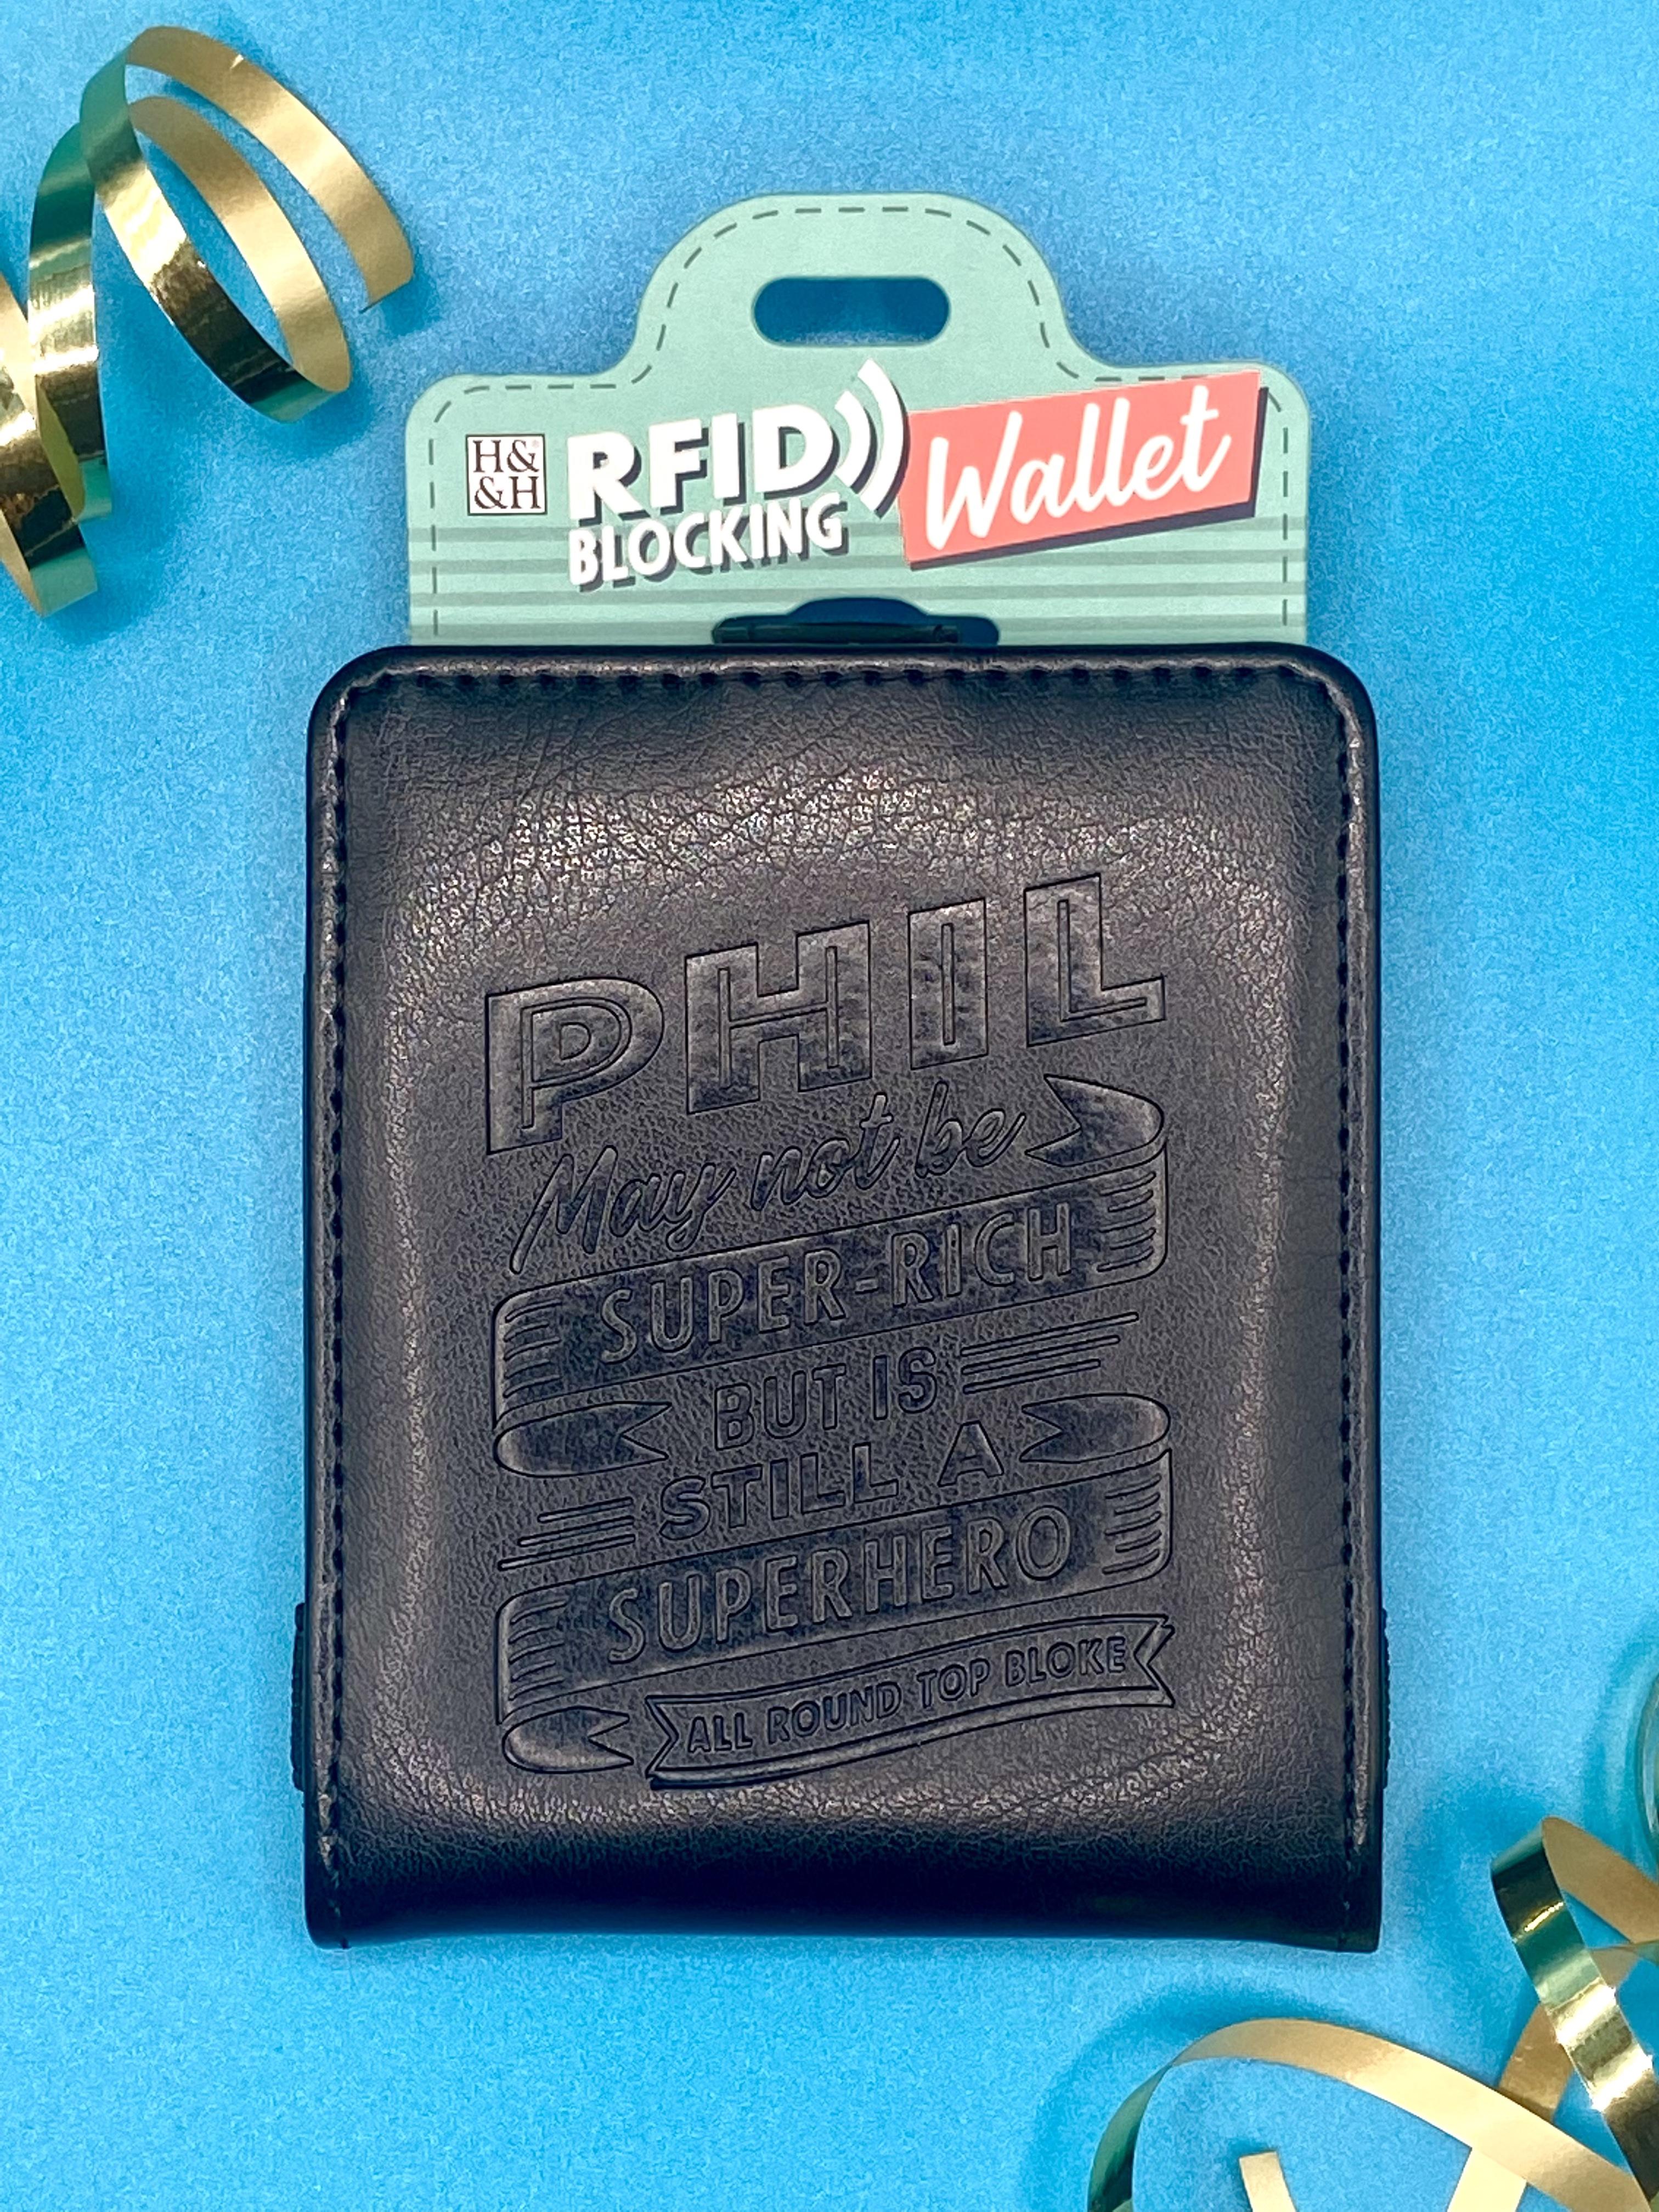 H&
&H
RFID
BLOCKING
Wallet
PHIL
May not be
SUPER-RICH
BUT IS
STILL A
SUPERHERO
ALL ROUND TOP BLOKE